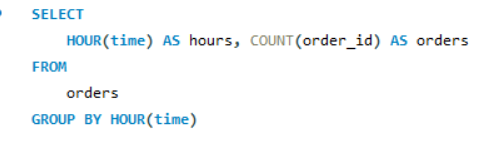 SELECT
HOUR(time) AS hours, COUNT(order_id) AS orders
FROM
orders
GROUP BY HOUR(time)